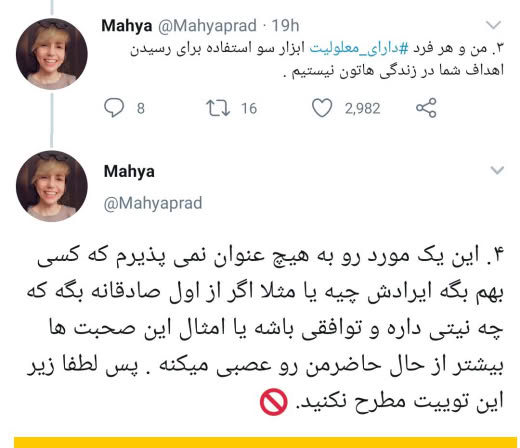 Mahya @Mahyaprad · 19h
۳. من و هر فرد #دارای_معلولیت ابزار سو استفاده برای رسیدن
اهداف شما در زندگی هاتون نیستیم .
8 16 2,982
Mahya
@Mahyaprad
۴. این یک مورد رو به هیچ عنوان نمی پذیرم که کسی
بهم بگه ایرادش چیه یا مثلا اگر از اول صادقانه بگه که
چه نیتی داره و توافقی باشه یا امثال این صحبت ها
بیشتر از حال حاضرمن رو عصبی میکنه . پس لطفا زیر
این توییت مطرح نکنید. 🚫